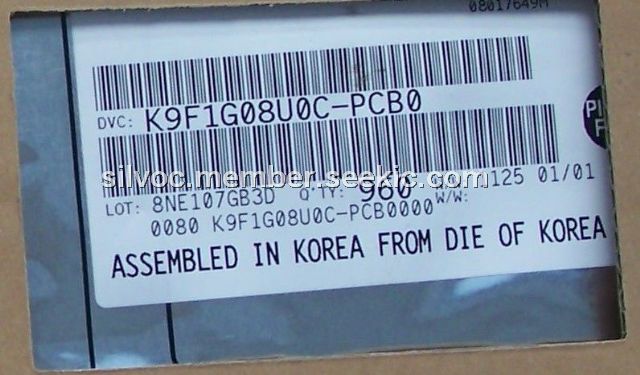 08017649M
DVC: K9F1G08U0C-PCB0
silvoc.member.seekic.com
LOT: 8NE107GB3D Q'TY: 960 W/W: 1125 01/01
0080 K9F1G08U0C-PCB0000
ASSEMBLED IN KOREA FROM DIE OF KOREA